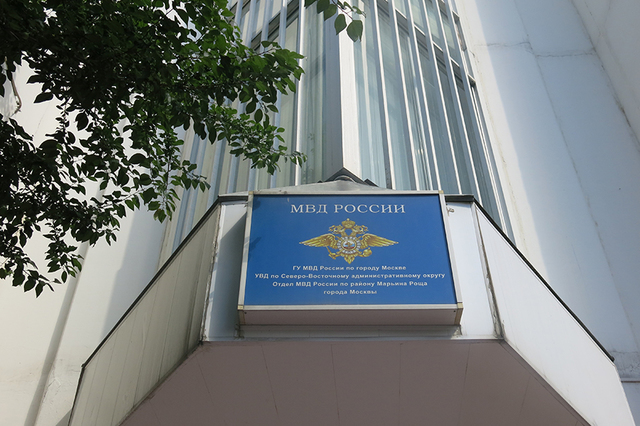 МВД РОССИИ
ГУ МВД России по городу Москве
УВД по Северо-Восточному административному округу
Отдел МВД России по району Марьина Роща
города Москвы